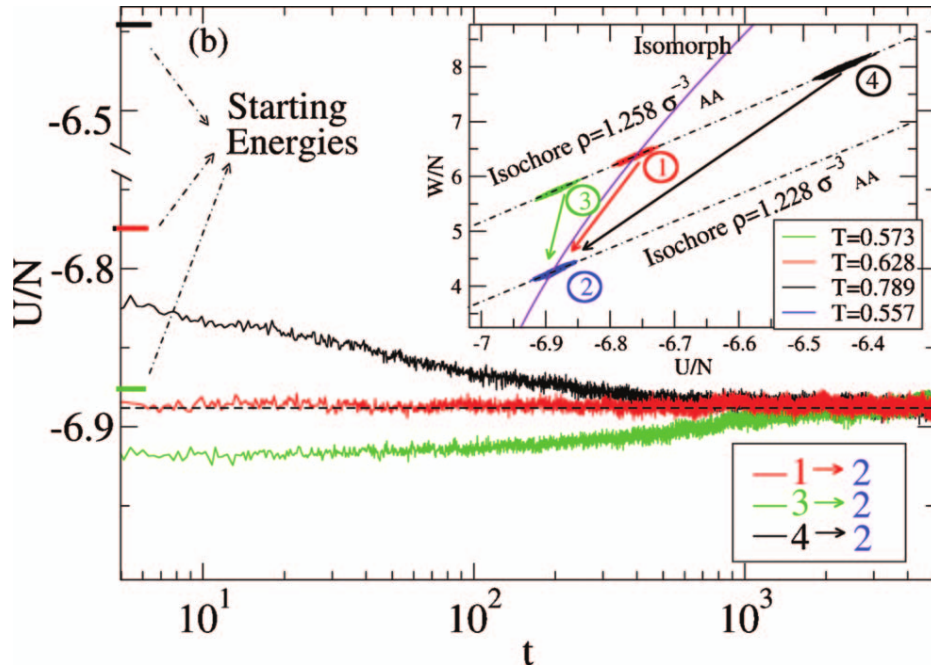 (b)
Starting
Energies
-6.5
-6.8
-6.9
U/N
10^1
10^2
10^3
t
Isomorph
Isochore ρ=1.258 σ^-3 AA
Isochore ρ=1.228 σ^-3 AA
1
2
3
4
W/N
8
7
6
5
4
-7
-6.9
-6.8
-6.7
-6.6
-6.5
-6.4
U/N
T=0.573
T=0.628
T=0.789
T=0.557
1→2
3→2
4→2